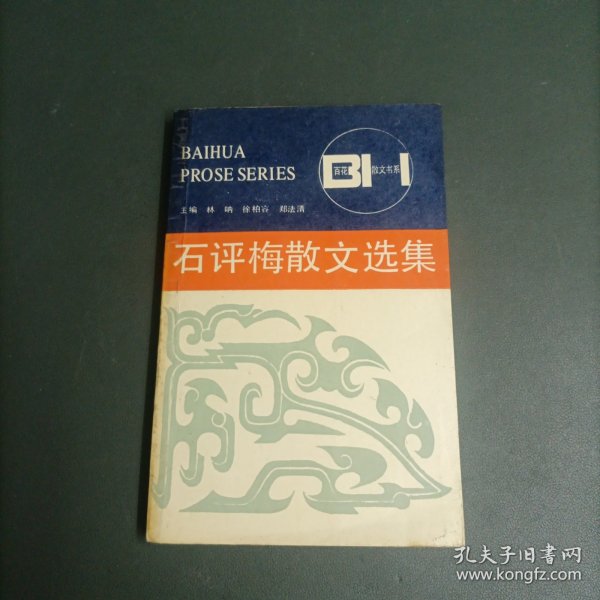 BAIHUA
PROSE SERIES
百花 BH 散文书系
主编 林呐 徐柏容 郑法清
石评梅散文选集
孔夫子旧书网
www.kongfz.com